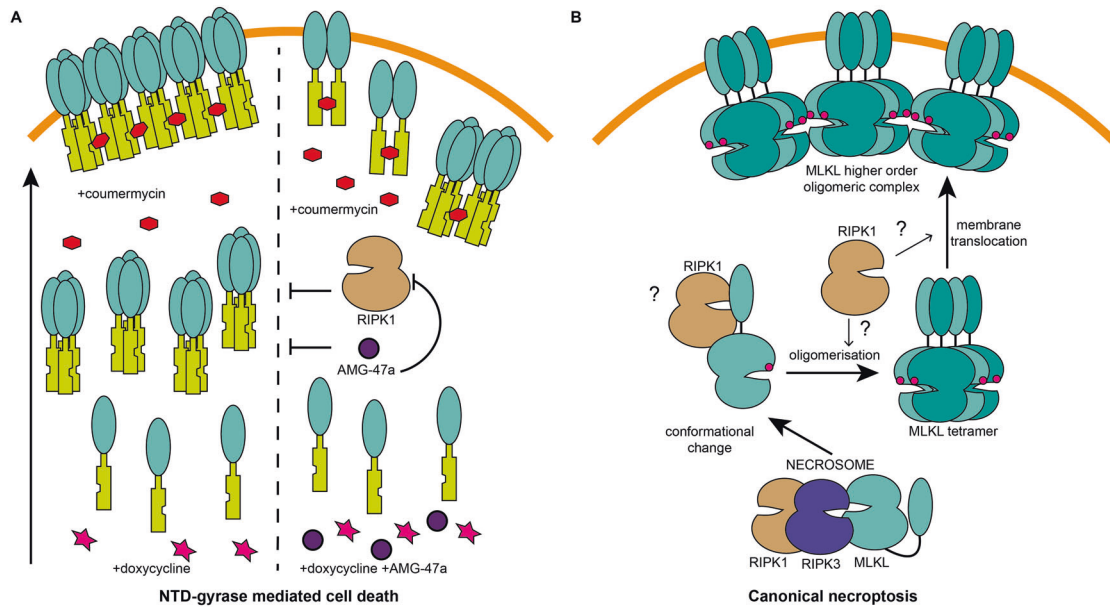 A
+coumermycin
+coumermycin
RIPK1
AMG-47a
+doxycycline
+doxycycline +AMG-47a
NTD-gyrase mediated cell death
B
MLKL higher order
oligomeric complex
RIPK1
?
membrane
translocation
RIPK1
?
?
oligomerisation
MLKL tetramer
conformational
change
NECROSOME
RIPK1
RIPK3
MLKL
Canonical necroptosis